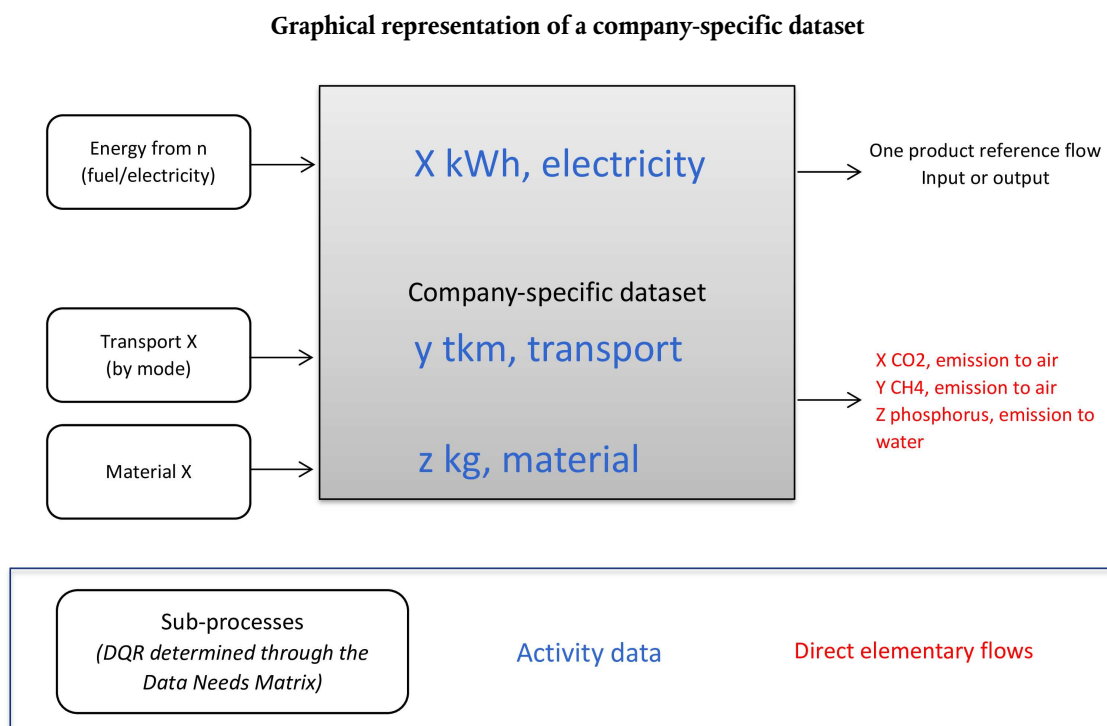 Graphical representation of a company-specific dataset
Energy from n
(fuel/electricity)
X kWh, electricity
One product reference flow
Input or output
Company-specific dataset
Transport X
(by mode)
y tkm, transport
X CO2, emission to air
Y CH4, emission to air
Z phosphorus, emission to
water
Material X
z kg, material
Sub-processes
(DQR determined through the
Data Needs Matrix)
Activity data
Direct elementary flows